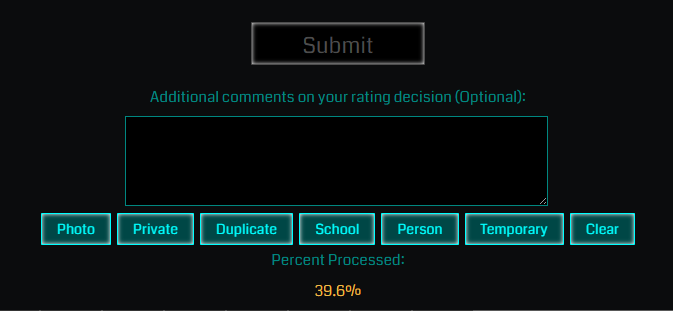 Submit
Additional comments on your rating decision (Optional):
Photo Private Duplicate School Person Temporary Clear
Percent Processed:
39.6%